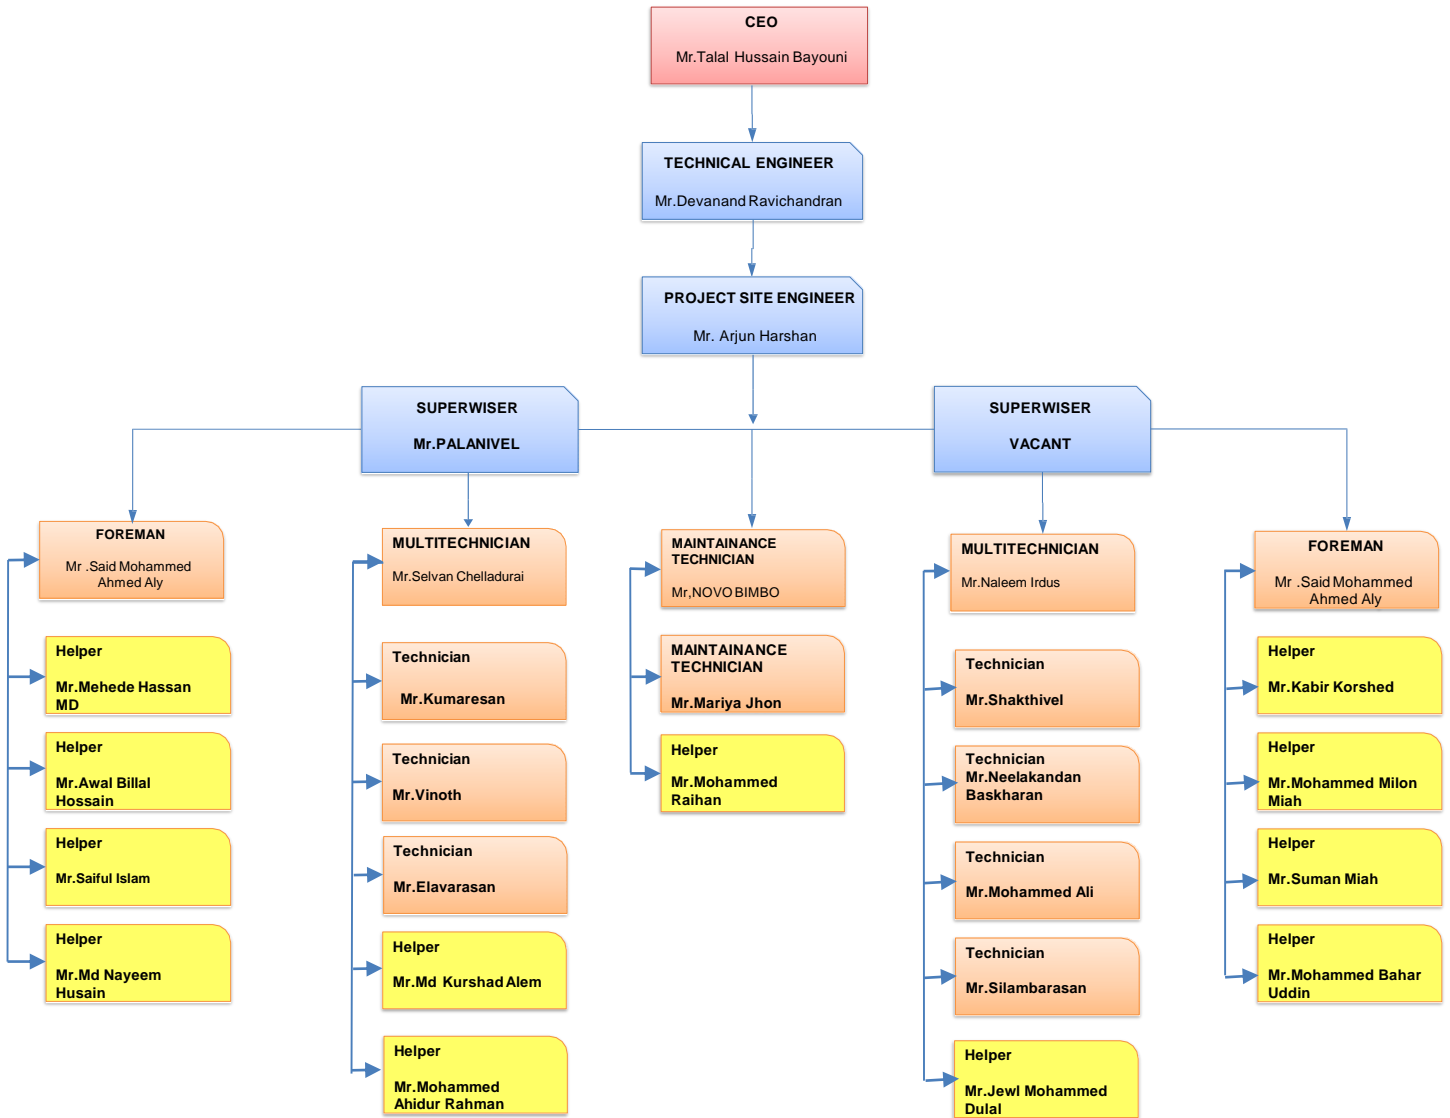 CEO
Mr.Talal Hussain Bayouni
TECHNICAL ENGINEER
Mr.Devanand Ravichandran
PROJECT SITE ENGINEER
Mr. Arjun Harshan
SUPERWISER
Mr.PALANIVEL
SUPERWISER
VACANT
FOREMAN
Mr .Said Mohammed
Ahmed Aly
Helper
Mr.Mehede Hassan
MD
Helper
Mr.Awal Billal
Hossain
Helper
Mr.Saiful Islam
Helper
Mr.Md Nayeem
Husain
MULTITECHNICIAN
Mr.Selvan Chelladurai
Technician
Mr.Kumaresan
Technician
Mr.Vinoth
Technician
Mr.Elavarasan
Helper
Mr.Md Kurshad Alem
Helper
Mr.Mohammed
Ahidur Rahman
MAINTAINANCE
TECHNICIAN
Mr,NOVO BIMBO
MAINTAINANCE
TECHNICIAN
Mr.Mariya Jhon
Helper
Mr.Mohammed
Raihan
MULTITECHNICIAN
Mr.Naleem Irdus
Technician
Mr.Shakthivel
Technician
Mr.Neelakandan
Baskharan
Technician
Mr.Mohammed Ali
Technician
Mr.Silambarasan
Helper
Mr.Jewl Mohammed
Dulal
FOREMAN
Mr .Said Mohammed
Ahmed Aly
Helper
Mr.Kabir Korshed
Helper
Mr.Mohammed Milon
Miah
Helper
Mr.Suman Miah
Helper
Mr.Mohammed Bahar
Uddin